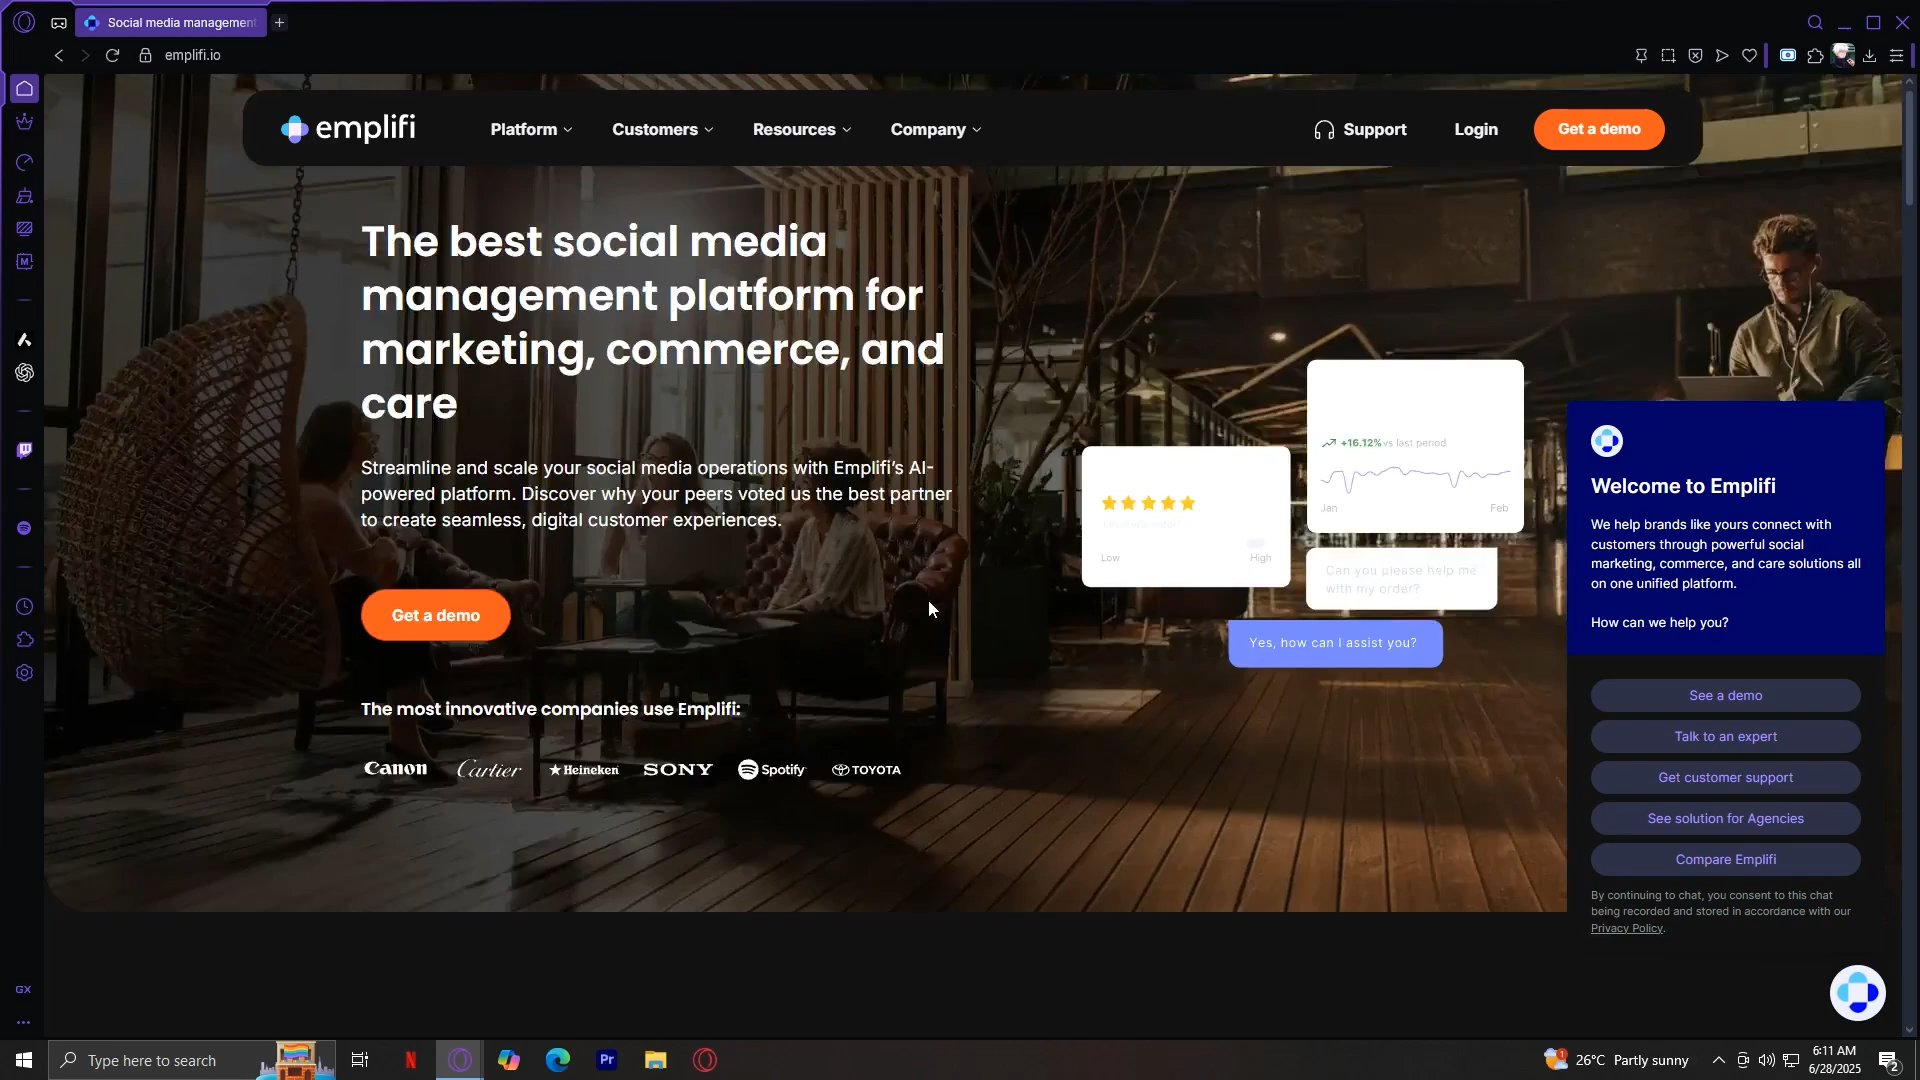 Social media management
emplifi.io
emplifi
Platform
Customers
Resources
Company
Support
Login
Get a demo
The best social media
management platform for
marketing, commerce, and
care
Streamline and scale your social media operations with Emplifi's AI-
powered platform. Discover why your peers voted us the best partner
to create seamless, digital customer experiences.
Get a demo
The most innovative companies use Emplifi:
Canon
Cartier
Heineken
SONY
Spotify
TOYOTA
+16.12% vs last period
Jan
Feb
Low
High
Can you please help me
with my order?
Yes, how can I assist you?
Welcome to Emplifi
We help brands like yours connect with
customers through powerful social
marketing, commerce, and care solutions all
on one unified platform.
How can we help you?
See a demo
Talk to an expert
Get customer support
See solution for Agencies
Compare Emplifi
By continuing to chat, you consent to this chat
being recorded and stored in accordance with our
Privacy Policy.
M
GX
Type here to search
N
Pr
1
26°C Partly sunny
6:11 AM
6/28/2025
2